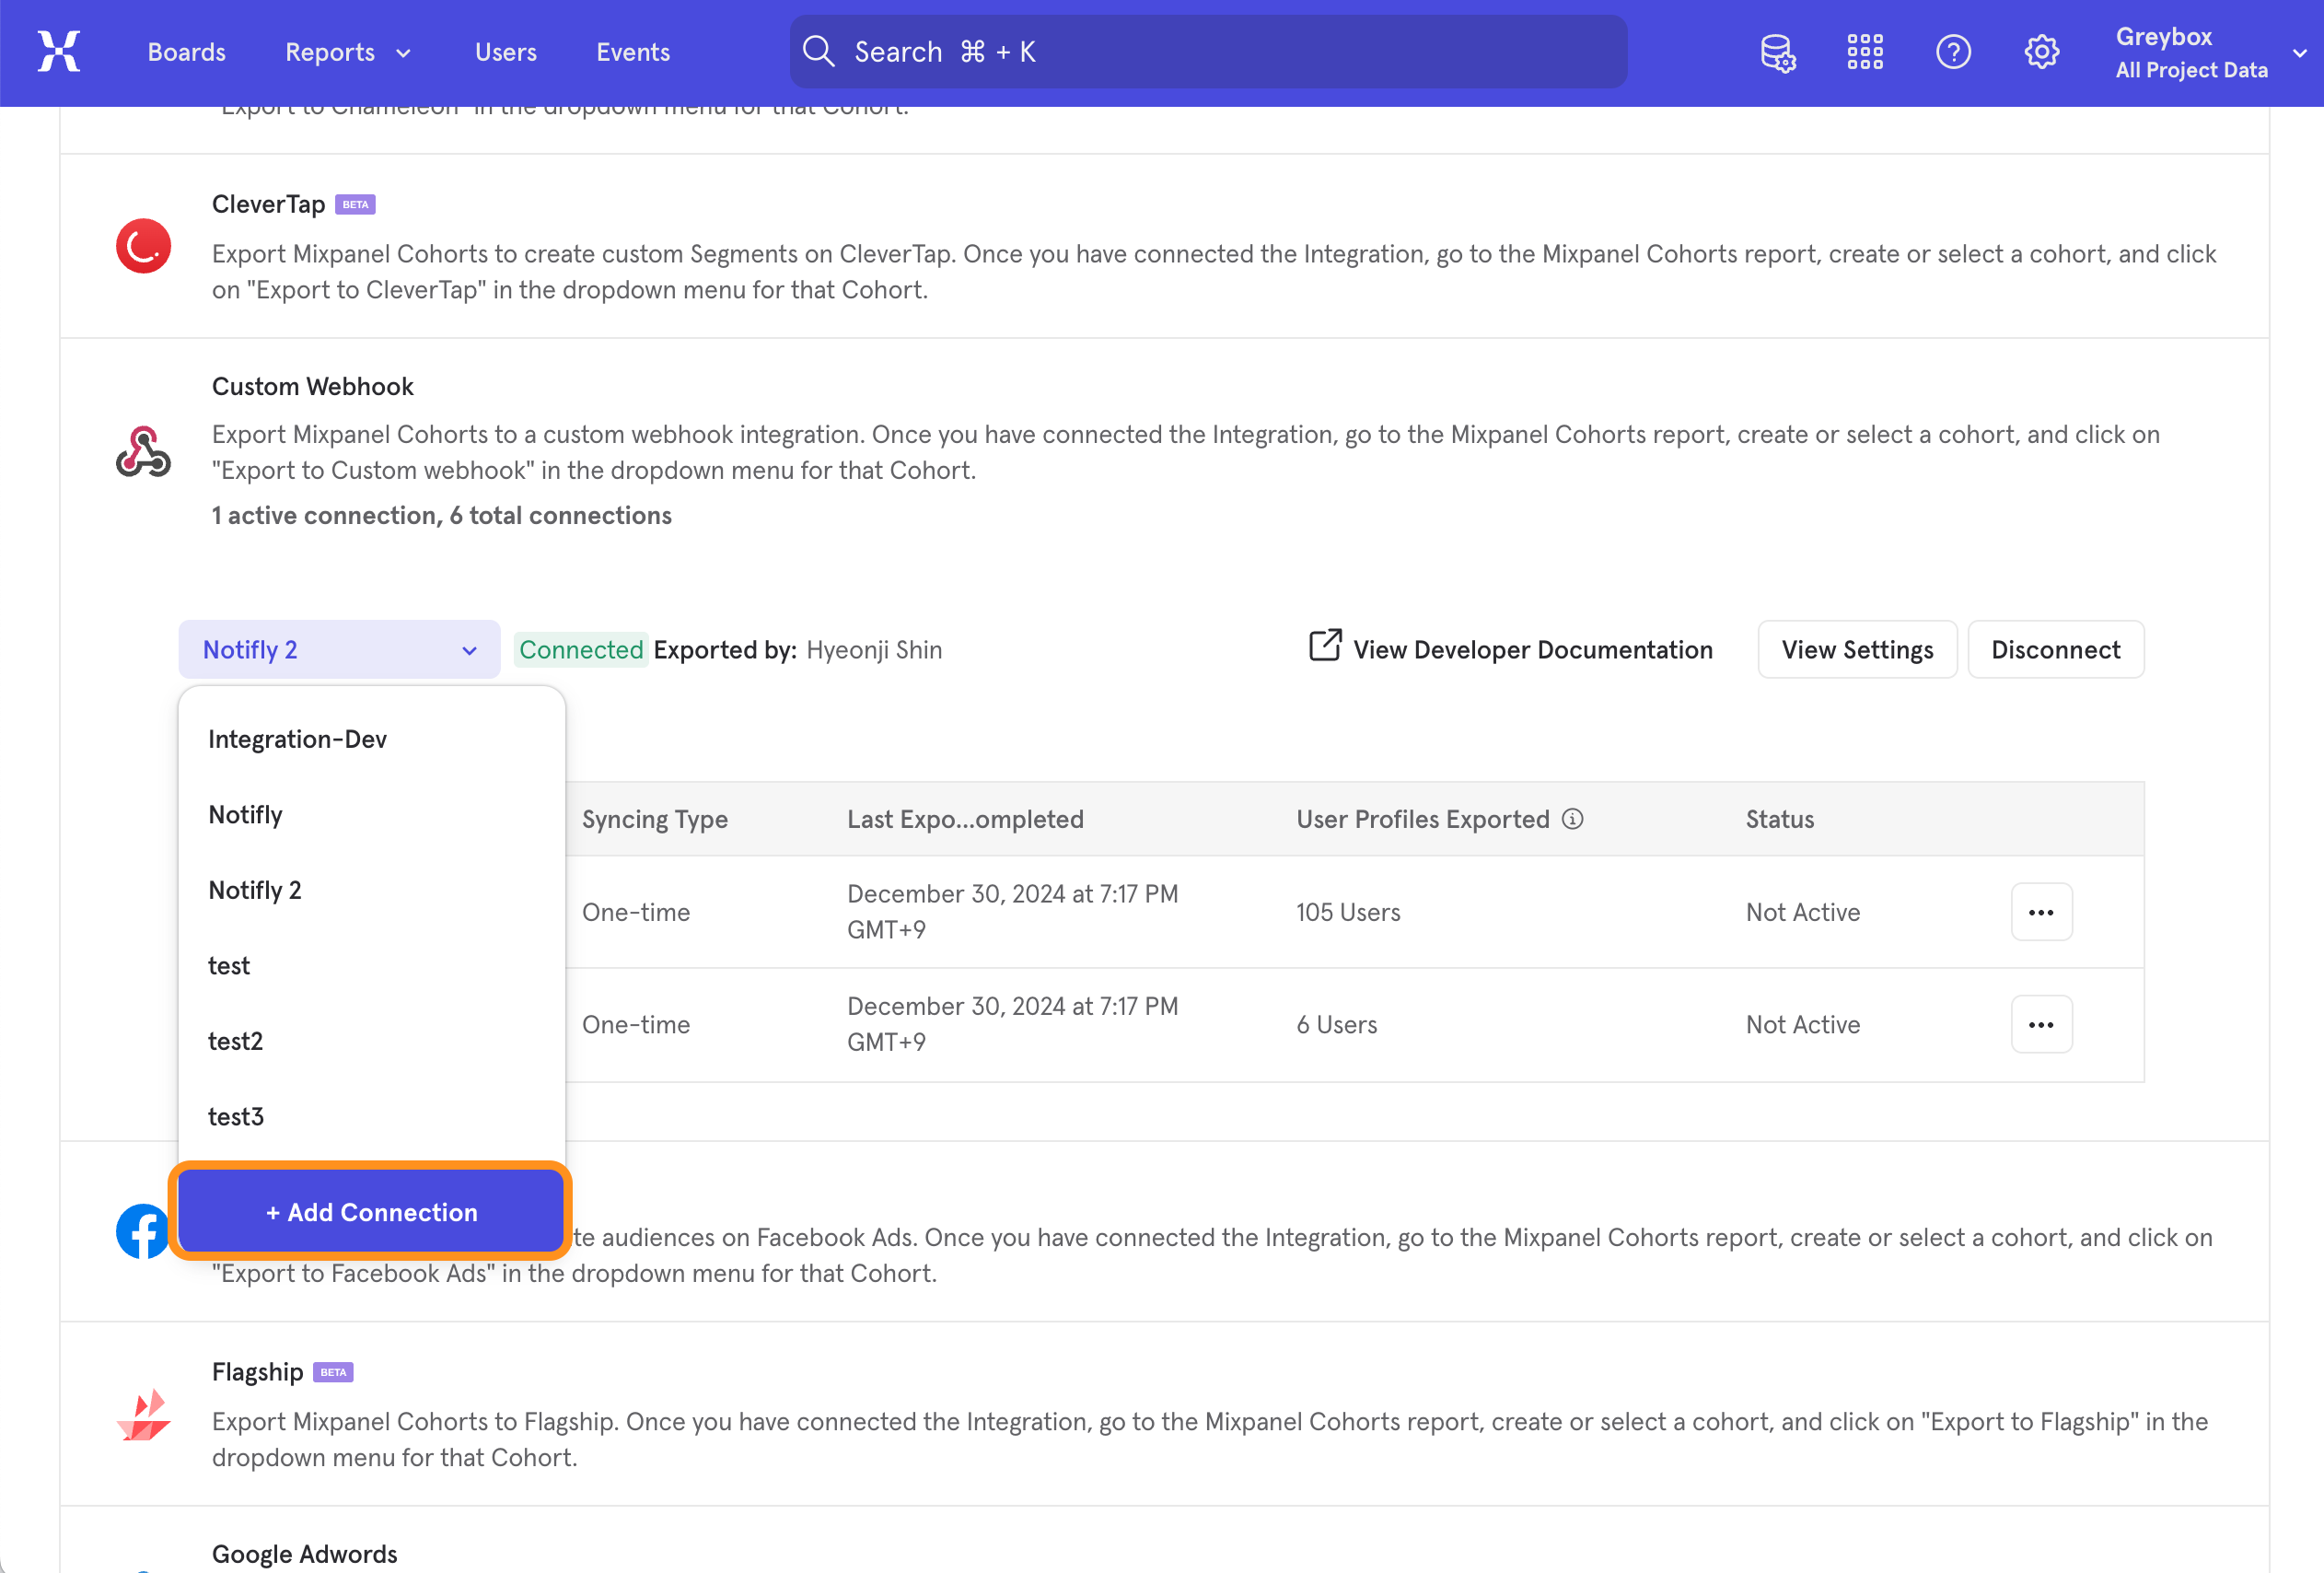 Boards Reports Users Events Search ⌘ + K Greybox
All Project Data
"Export to Chameleon" in the dropdown menu for that Cohort.
CleverTap BETA
Export Mixpanel Cohorts to create custom Segments on CleverTap. Once you have connected the Integration, go to the Mixpanel Cohorts report, create or select a cohort, and click
on "Export to CleverTap" in the dropdown menu for that Cohort.
Custom Webhook
Export Mixpanel Cohorts to a custom webhook integration. Once you have connected the Integration, go to the Mixpanel Cohorts report, create or select a cohort, and click on
"Export to Custom webhook" in the dropdown menu for that Cohort.
1 active connection, 6 total connections
Notifly 2 Connected Exported by: Hyeonji Shin View Developer Documentation View Settings Disconnect
Integration-Dev
Notifly
Notifly 2
test
test2
test3
+ Add Connection
Syncing Type Last Expo...ompleted User Profiles Exported Status
One-time December 30, 2024 at 7:17 PM GMT+9 105 Users Not Active
One-time December 30, 2024 at 7:17 PM GMT+9 6 Users Not Active
te audiences on Facebook Ads. Once you have connected the Integration, go to the Mixpanel Cohorts report, create or select a cohort, and click on
"Export to Facebook Ads" in the dropdown menu for that Cohort.
Flagship BETA
Export Mixpanel Cohorts to Flagship. Once you have connected the Integration, go to the Mixpanel Cohorts report, create or select a cohort, and click on "Export to Flagship" in the
dropdown menu for that Cohort.
Google Adwords